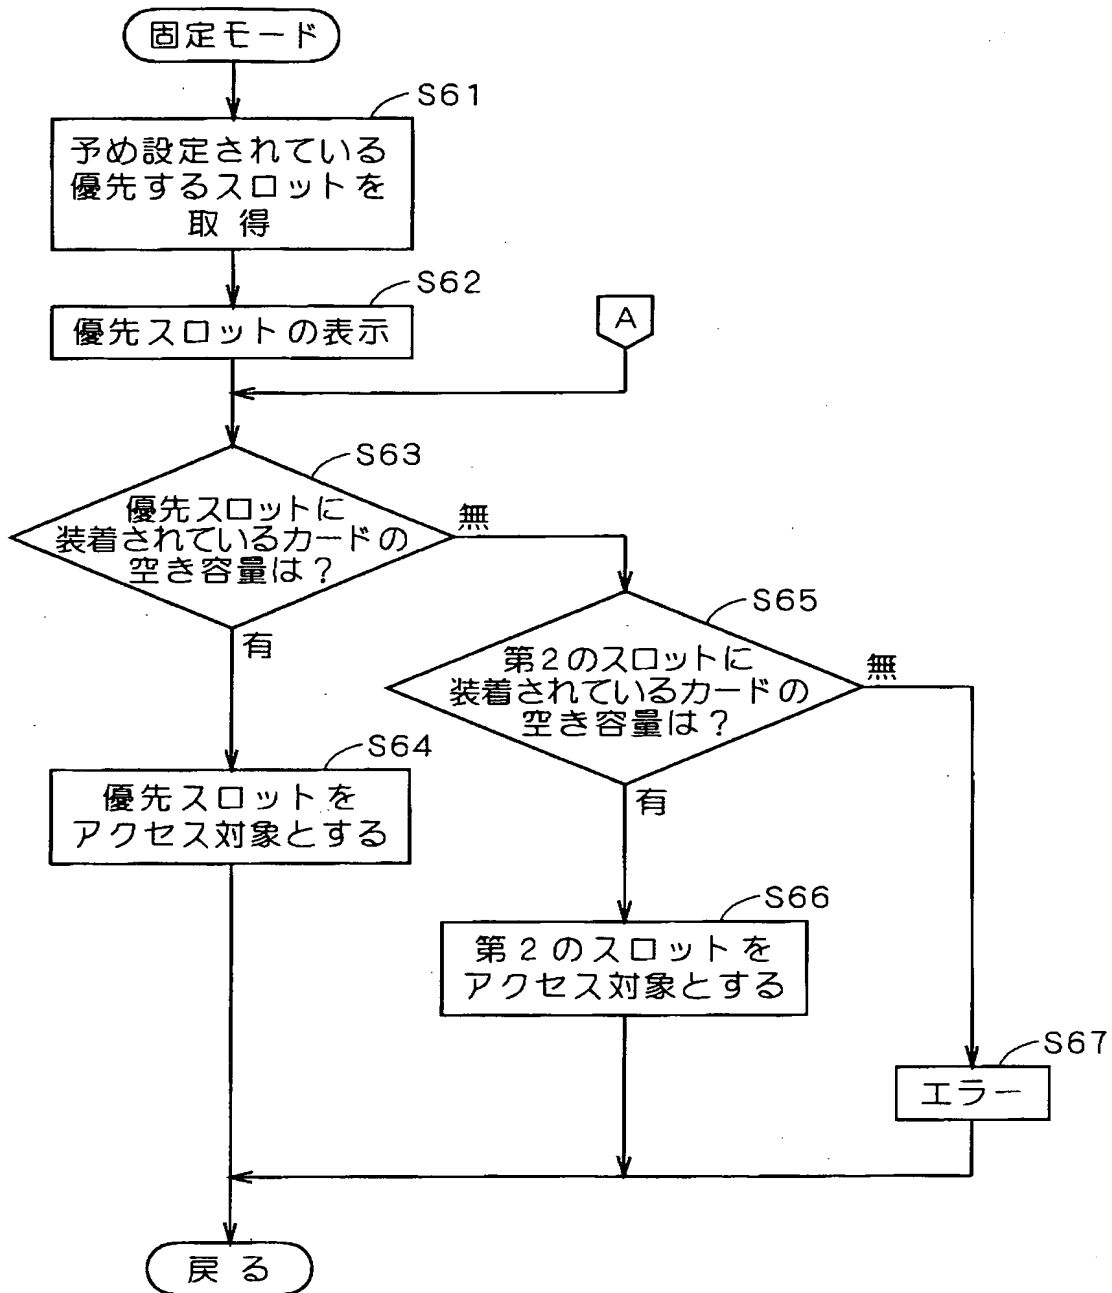 固定モード
S61
予め設定されている
優先するスロットを
取得
S62
優先スロットの表示
A
S63
優先スロットに
装着されているカードの
空き容量は?
無
有
S65
第2のスロットに
装着されているカードの
空き容量は?
無
有
S64
優先スロットを
アクセス対象とする
S66
第2のスロットを
アクセス対象とする
S67
エラー
戻る